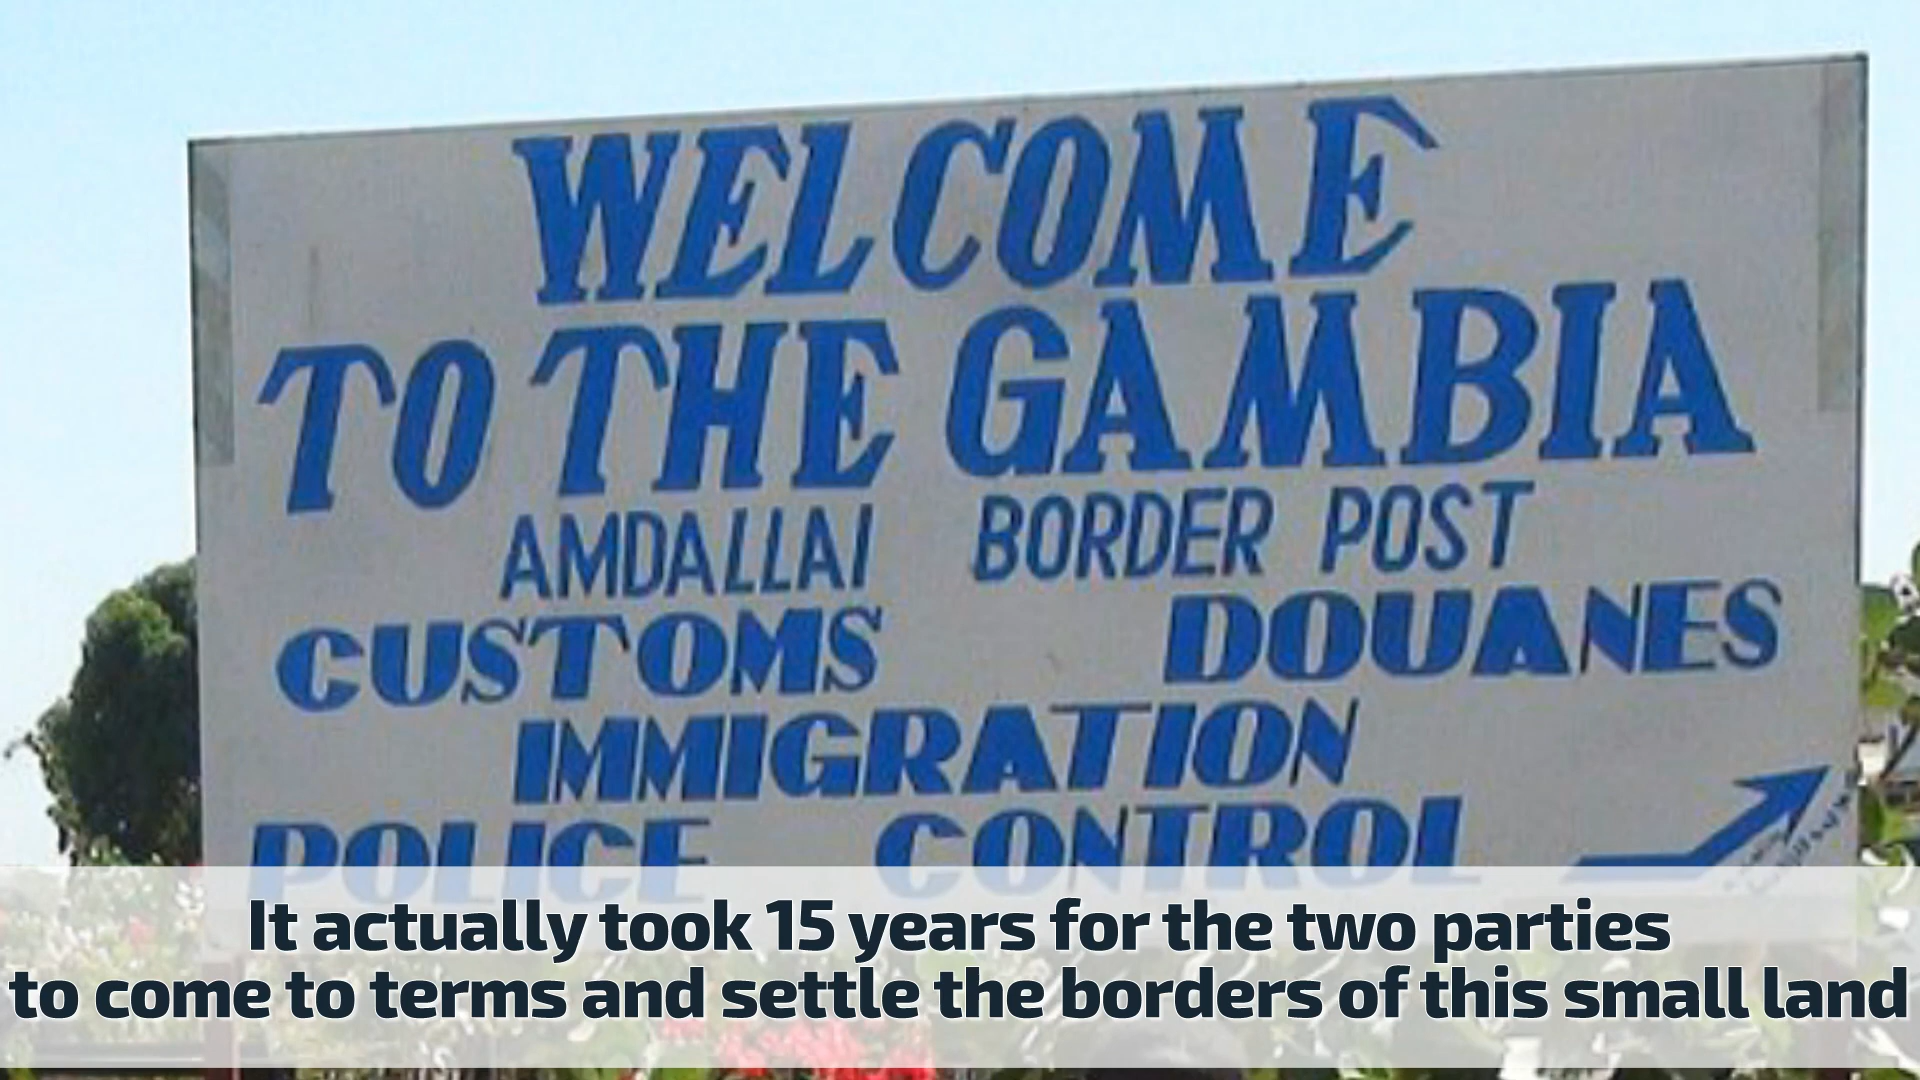 WELCOME
TO THE GAMBIA
AMDALLAI BORDER POST
CUSTOMS DOUANES
IMMIGRATION
POLICE CONTROL
It actually took 15 years for the two parties
to come to terms and settle the borders of this small land